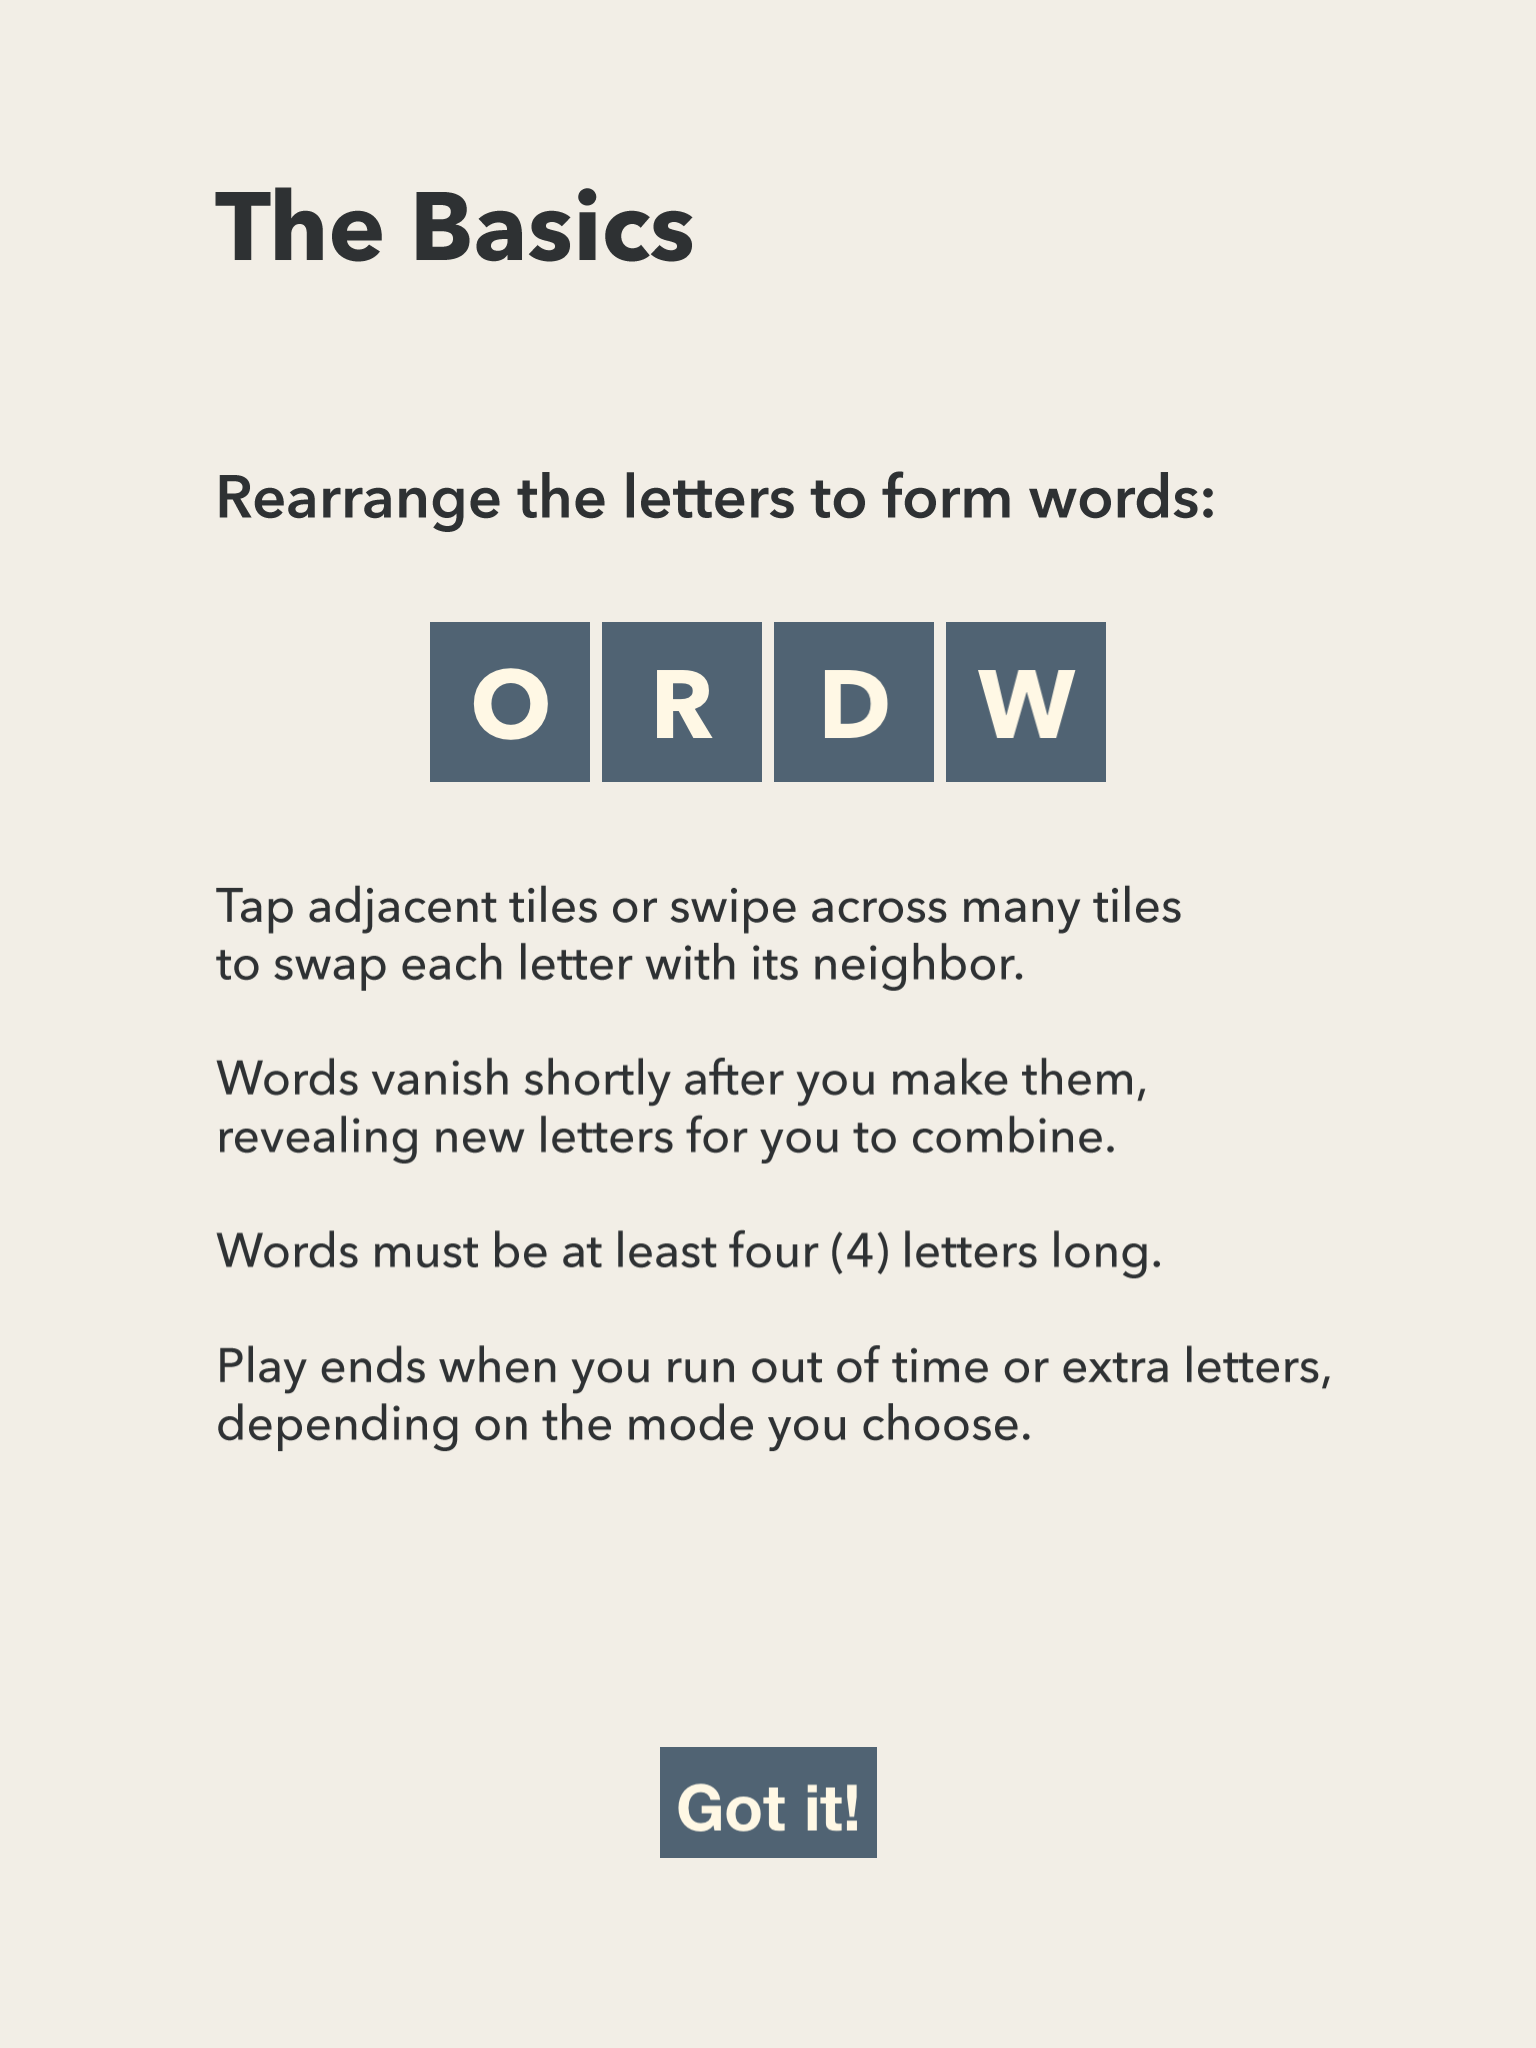 The Basics
Rearrange the letters to form words:
O R D W
Tap adjacent tiles or swipe across many tiles
to swap each letter with its neighbor.
Words vanish shortly after you make them,
revealing new letters for you to combine.
Words must be at least four (4) letters long.
Play ends when you run out of time or extra letters,
depending on the mode you choose.
Got it!